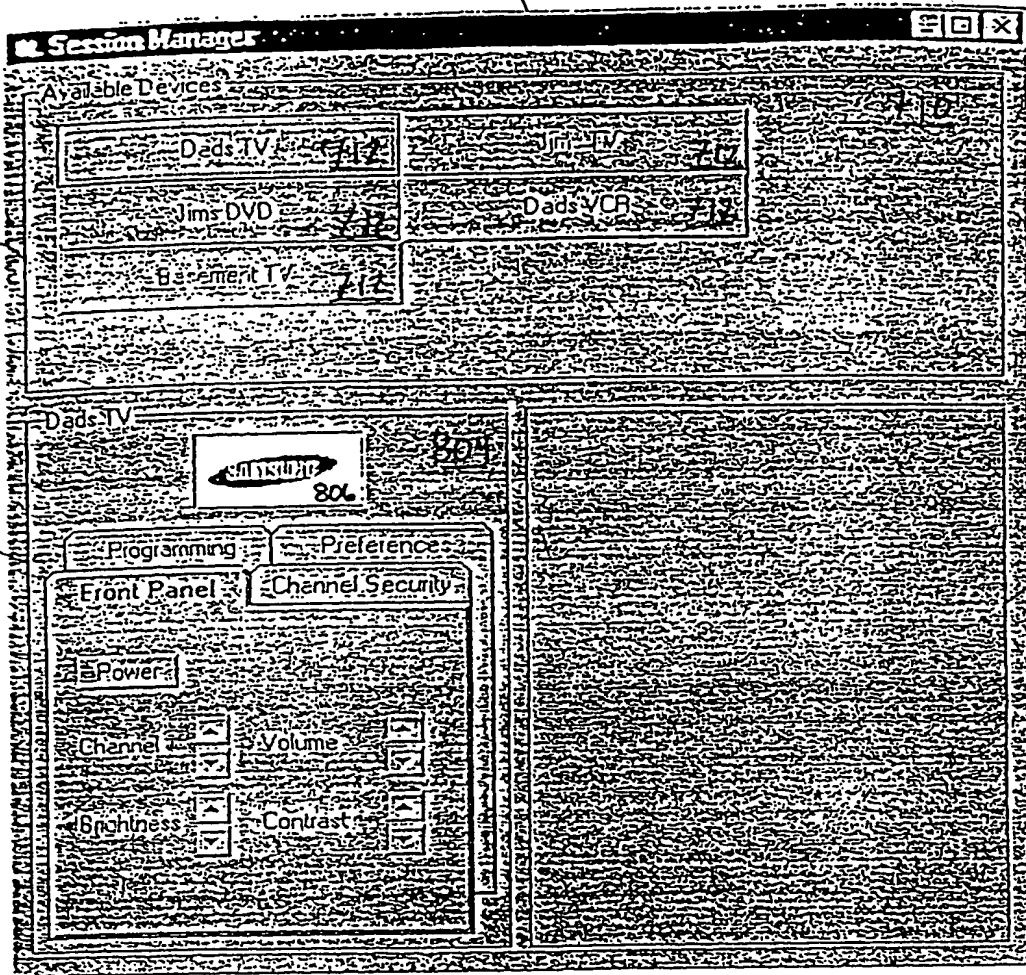 Session Manager
Available Devices
710
Dads TV 712
Jims TV 712
Jims DVD 712
Dads VCR 712
Basement TV 712
Dads TV
804
SAMSUNG
806
Programming
Preference
Front Panel
Channel Security
Power
Channel
Volume
Brightness
Contrast